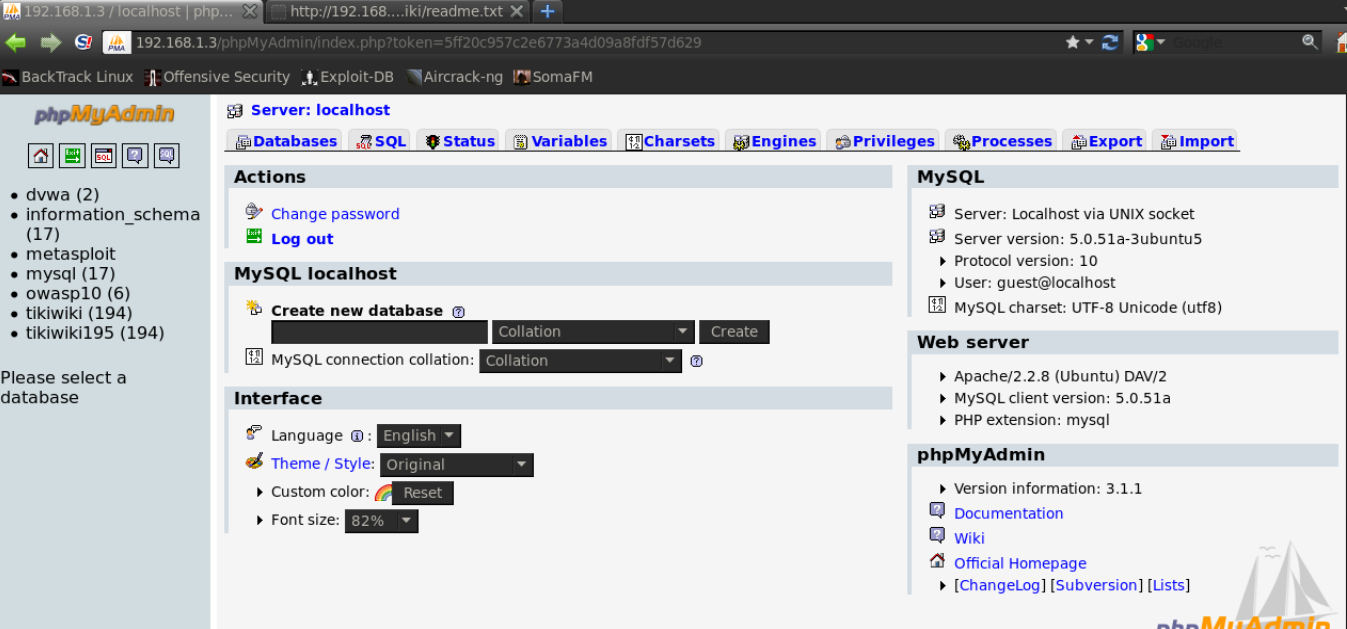 192.168.1.3 / localhost | php...
http://192.168....iki/readme.txt
192.168.1.3/phpMyAdmin/index.php?token=5ff20c957c2e6773a4d09a8fdf57d629
Google
BackTrack Linux Offensive Security Exploit-DB Aircrack-ng SomaFM
phpMyAdmin
dvwa (2)
information_schema
(17)
metasploit
mysql (17)
owasp10 (6)
tikiwiki (194)
tikiwiki195 (194)
Please select a
database
Server: localhost
Databases SQL Status Variables Charsets Engines Privileges Processes Export Import
Actions
Change password
Log out
MySQL localhost
Create new database
Collation Create
MySQL connection collation: Collation
Interface
Language : English
Theme / Style: Original
Custom color: Reset
Font size: 82%
MySQL
Server: Localhost via UNIX socket
Server version: 5.0.51a-3ubuntu5
Protocol version: 10
User: guest@localhost
MySQL charset: UTF-8 Unicode (utf8)
Web server
Apache/2.2.8 (Ubuntu) DAV/2
MySQL client version: 5.0.51a
PHP extension: mysql
phpMyAdmin
Version information: 3.1.1
Documentation
Wiki
Official Homepage
[ChangeLog] [Subversion] [Lists]
phpMyAdmin